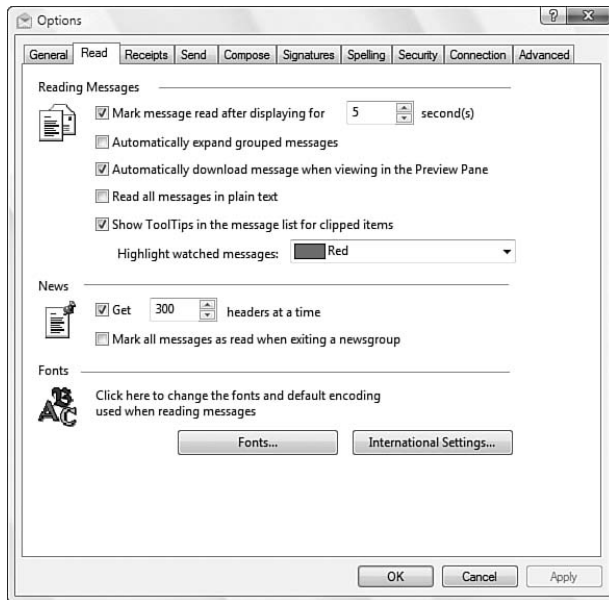 Options
General Read Receipts Send Compose Signatures Spelling Security Connection Advanced
Reading Messages
Mark message read after displaying for 5 second(s)
Automatically expand grouped messages
Automatically download message when viewing in the Preview Pane
Read all messages in plain text
Show ToolTips in the message list for clipped items
Highlight watched messages: Red
News
Get 300 headers at a time
Mark all messages as read when exiting a newsgroup
Fonts
Click here to change the fonts and default encoding
used when reading messages
Fonts... International Settings...
OK Cancel Apply